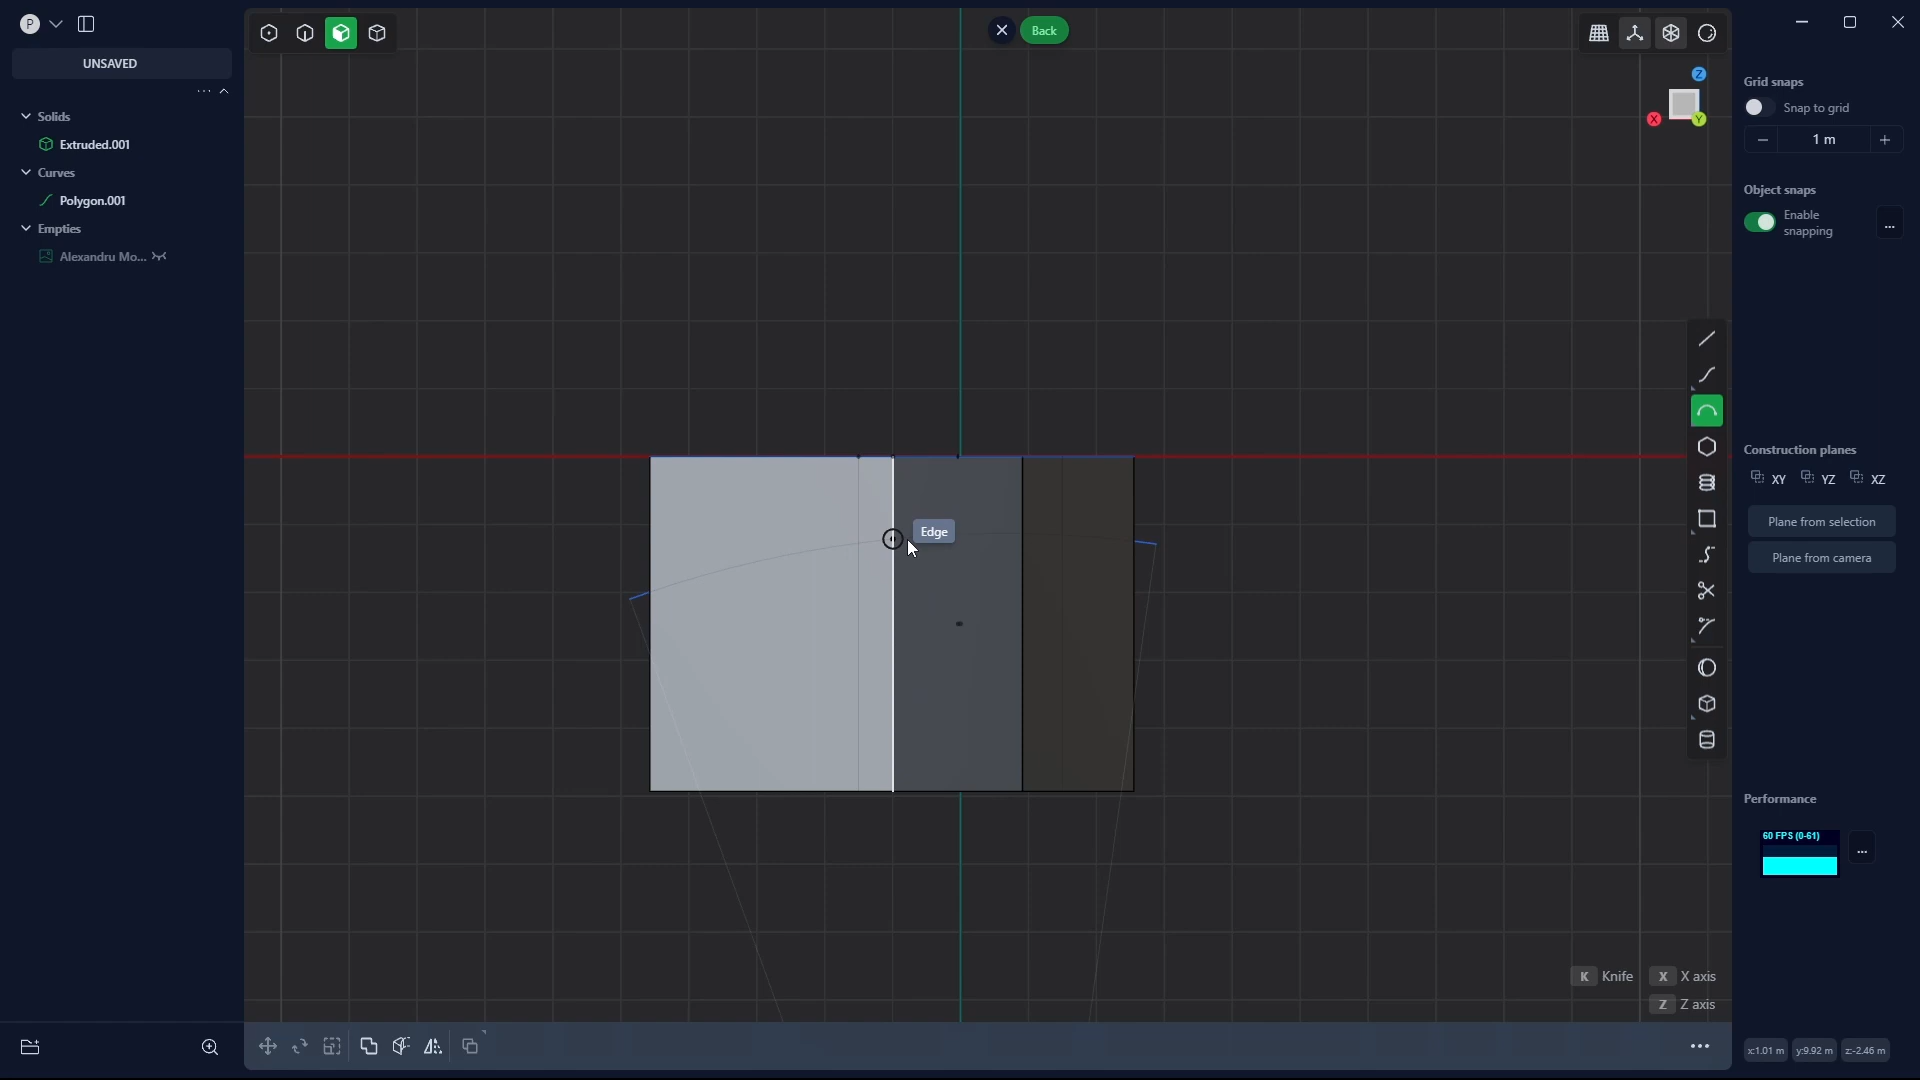 P
UNSAVED
Solids
Extruded.001
Curves
Polygon.001
Empties
Alexandru Mo...
Back
Z
X
Y
Edge
K Knife X X axis
Z Z axis
Grid snaps
Snap to grid
1 m
Object snaps
Enable
snapping
...
Construction planes
XY YZ XZ
Plane from selection
Plane from camera
Performance
60 FPS (0-61)
...
x:1.01 m y:9.92 m z:-2.46 m